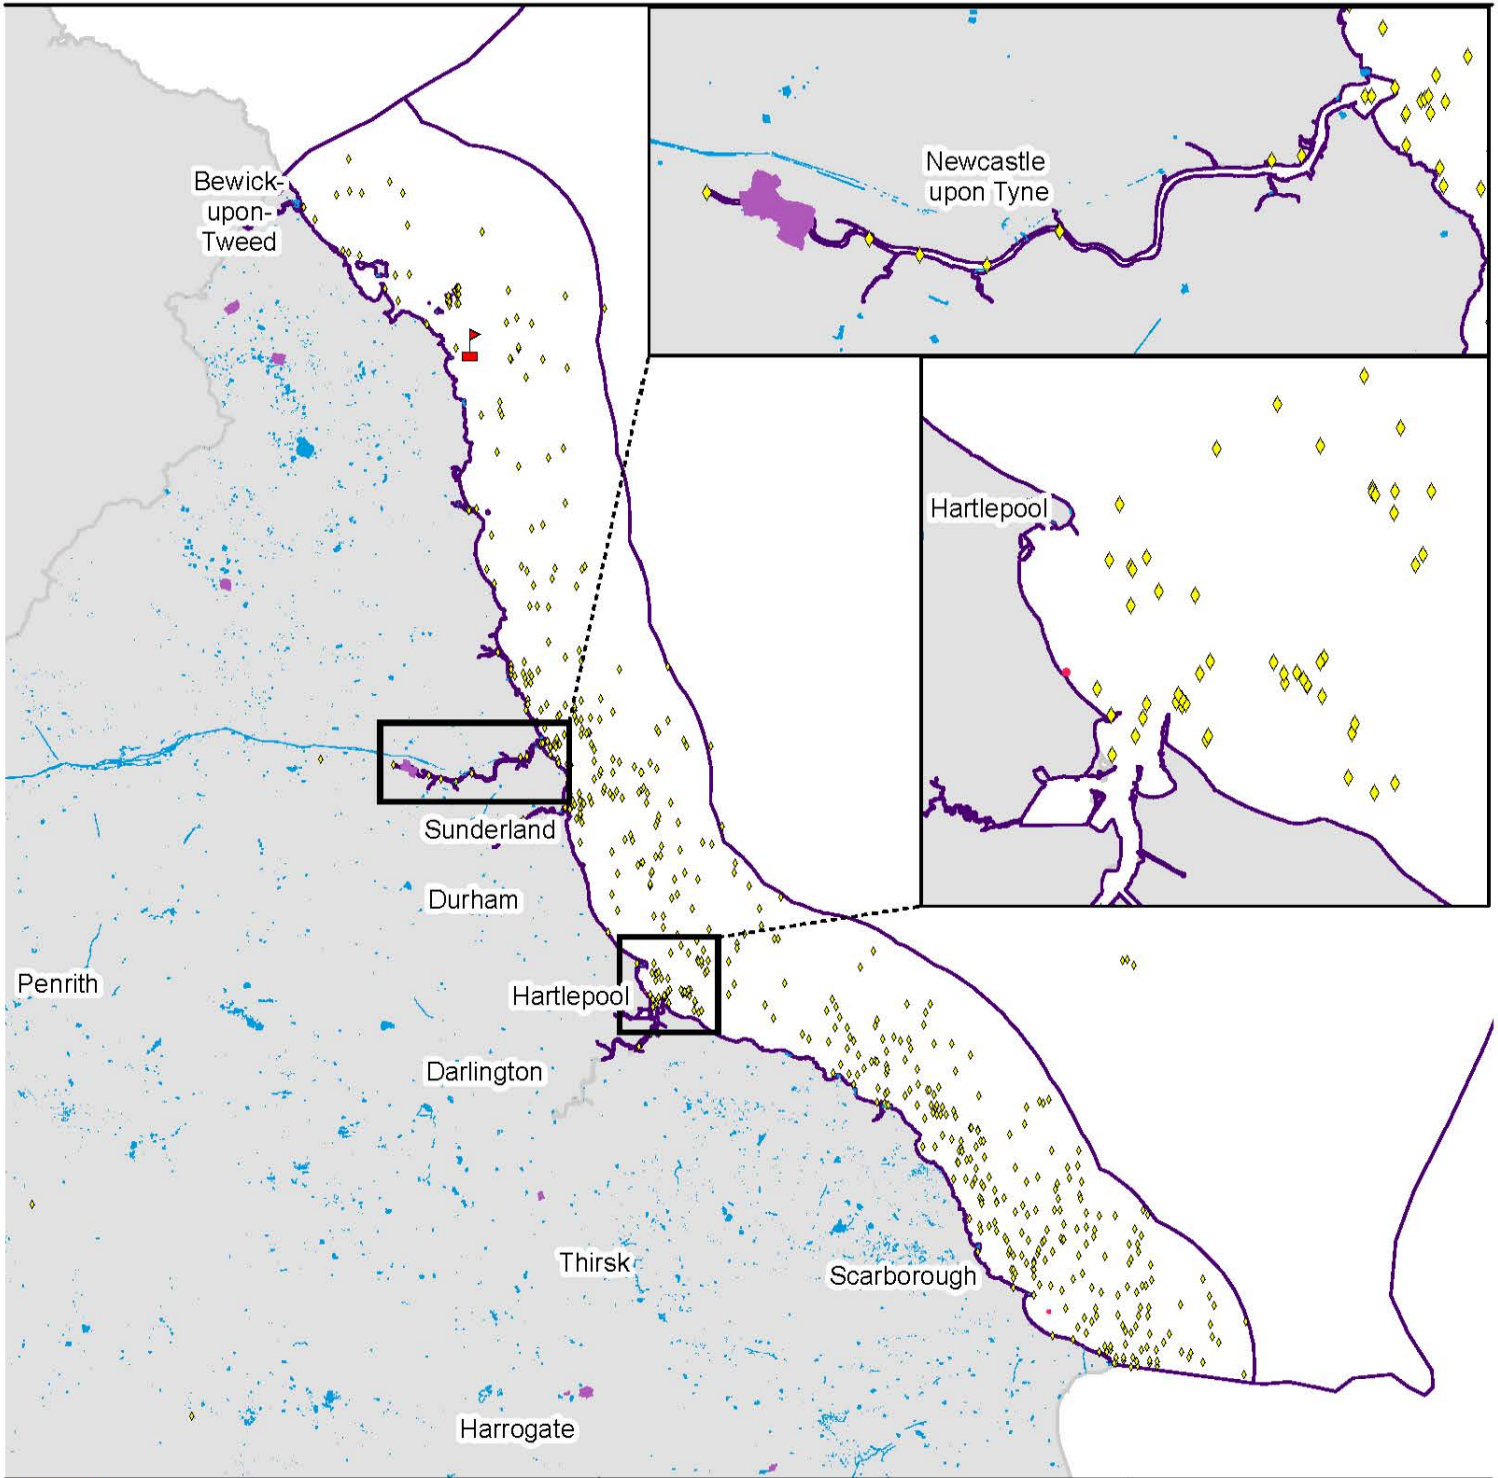 Bewick-
upon-
Tweed
Newcastle
upon Tyne
Hartlepool
Sunderland
Durham
Penrith
Hartlepool
Darlington
Thirsk
Scarborough
Harrogate